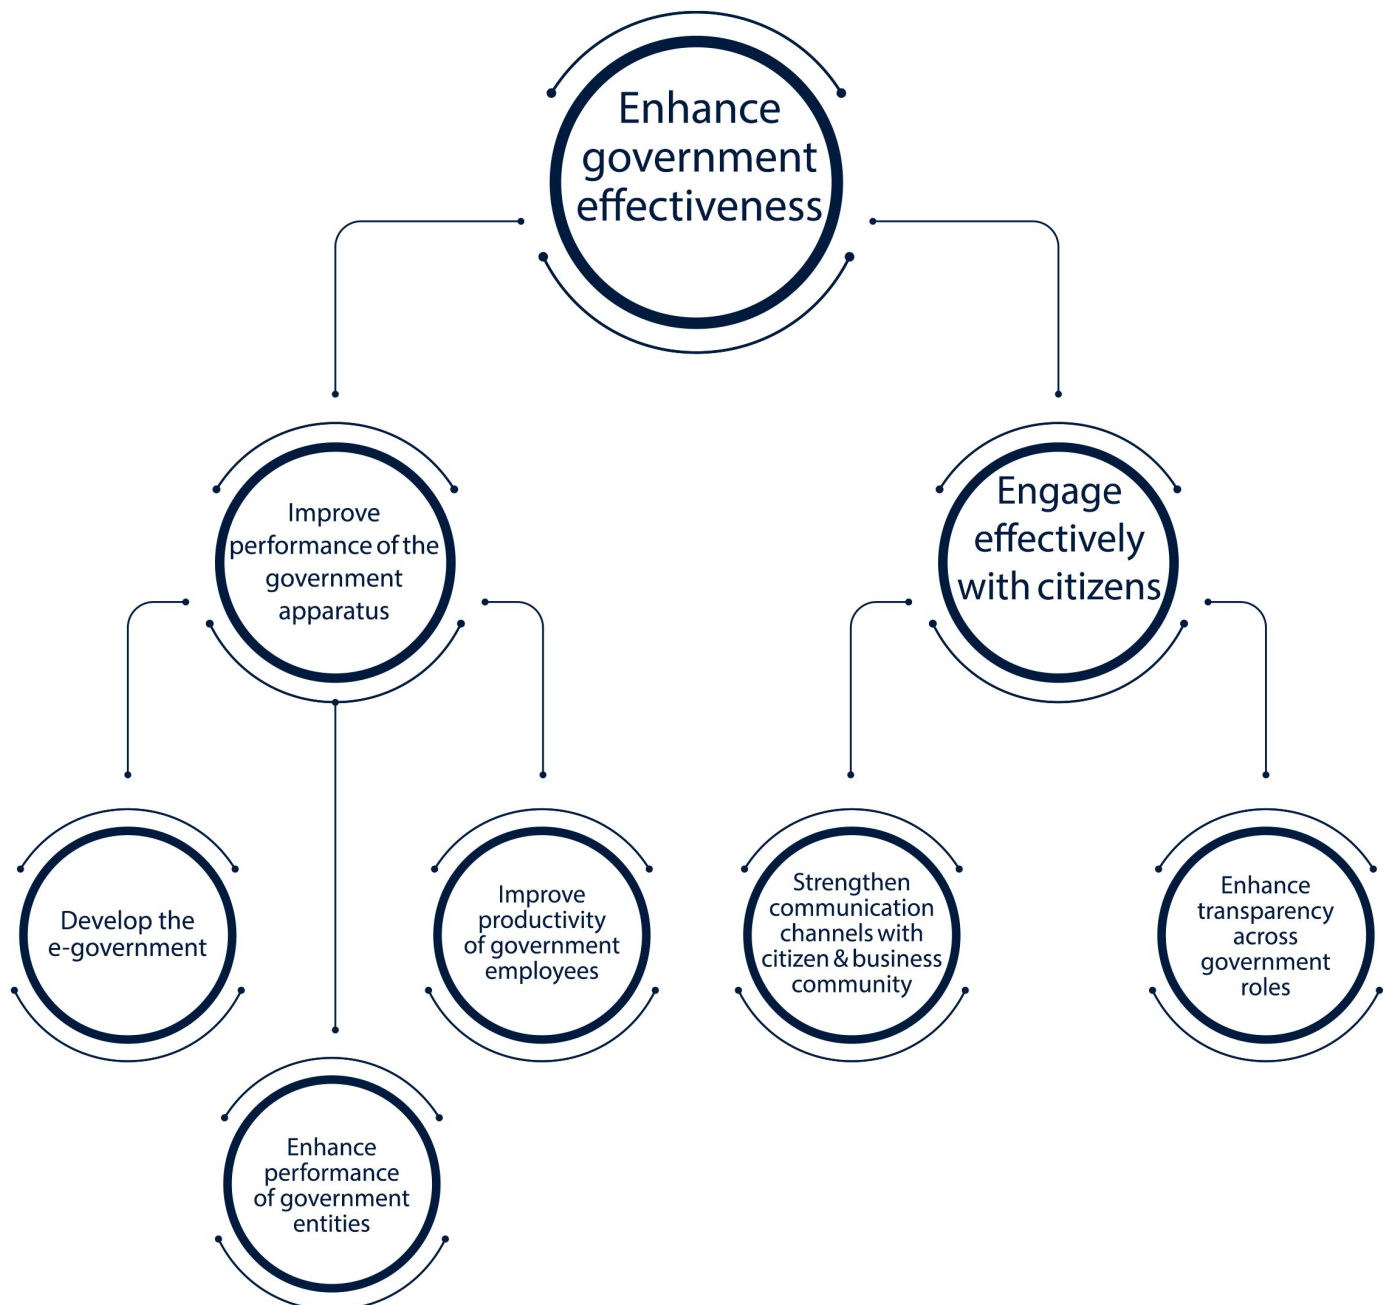 Enhance
government
effectiveness
Improve
performance of the
government
apparatus
Engage
effectively
with citizens
Develop the
e-government
Improve
productivity
of government
employees
Strengthen
communication
channels with
citizen & business
community
Enhance
transparency
across
government
roles
Enhance
performance
of government
entities